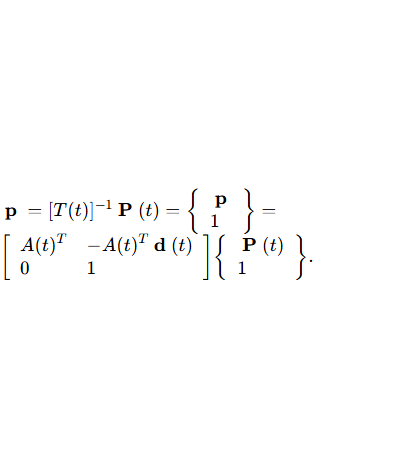 𝐩 = [T(t)]⁻¹ 𝐏 (t) = { 𝐩 1 } =
[ A(t)ᵀ −A(t)ᵀ 𝐝 (t) 0 1 ] { 𝐏 (t) 1 }.